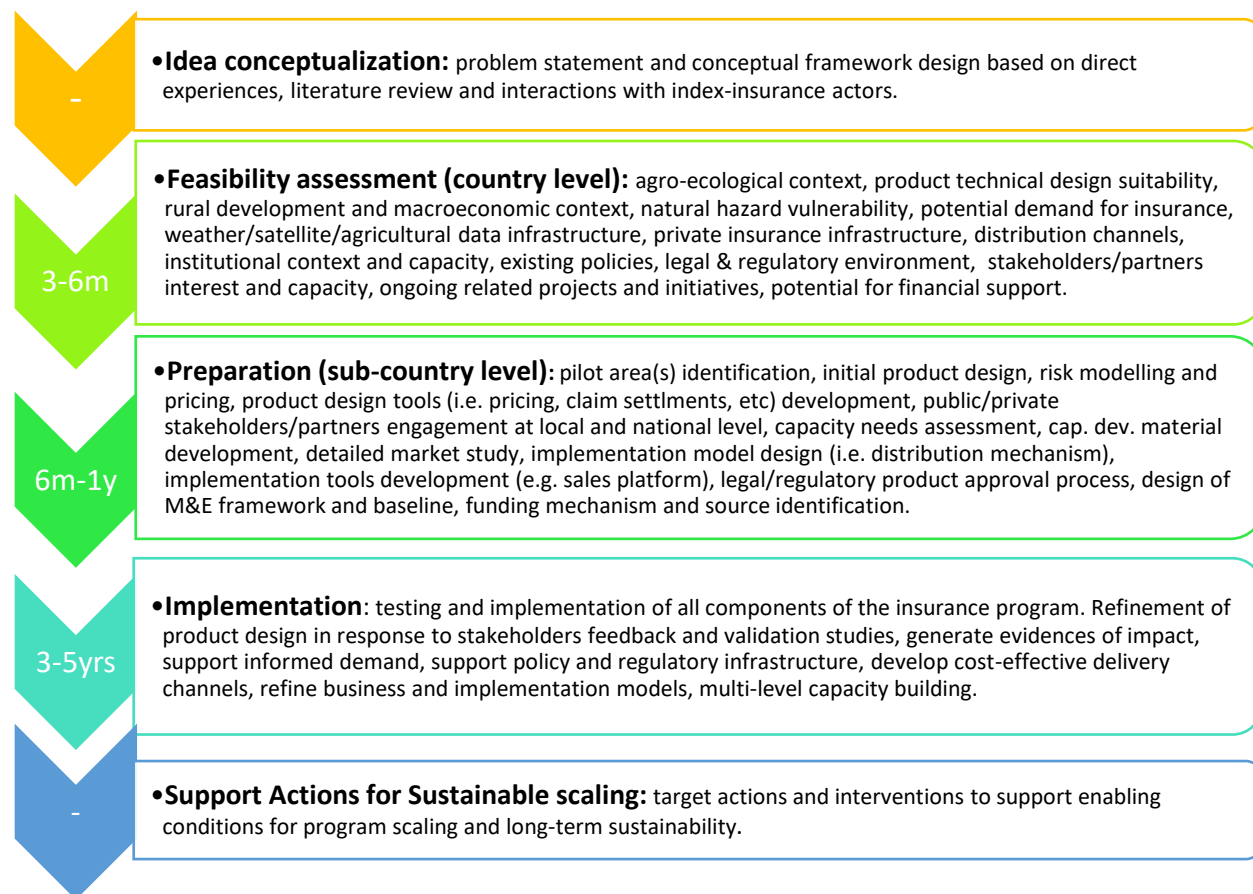 -
•Idea conceptualization: problem statement and conceptual framework design based on direct
experiences, literature review and interactions with index-insurance actors.
3-6m
•Feasibility assessment (country level): agro-ecological context, product technical design suitability,
rural development and macroeconomic context, natural hazard vulnerability, potential demand for insurance,
weather/satellite/agricultural data infrastructure, private insurance infrastructure, distribution channels,
institutional context and capacity, existing policies, legal & regulatory environment, stakeholders/partners
interest and capacity, ongoing related projects and initiatives, potential for financial support.
6m-1y
•Preparation (sub-country level): pilot area(s) identification, initial product design, risk modelling and
pricing, product design tools (i.e. pricing, claim settlments, etc) development, public/private
stakeholders/partners engagement at local and national level, capacity needs assessment, cap. dev. material
development, detailed market study, implementation model design (i.e. distribution mechanism),
implementation tools development (e.g. sales platform), legal/regulatory product approval process, design of
M&E framework and baseline, funding mechanism and source identification.
3-5yrs
•Implementation: testing and implementation of all components of the insurance program. Refinement of
product design in response to stakeholders feedback and validation studies, generate evidences of impact,
support informed demand, support policy and regulatory infrastructure, develop cost-effective delivery
channels, refine business and implementation models, multi-level capacity building.
-
•Support Actions for Sustainable scaling: target actions and interventions to support enabling
conditions for program scaling and long-term sustainability.